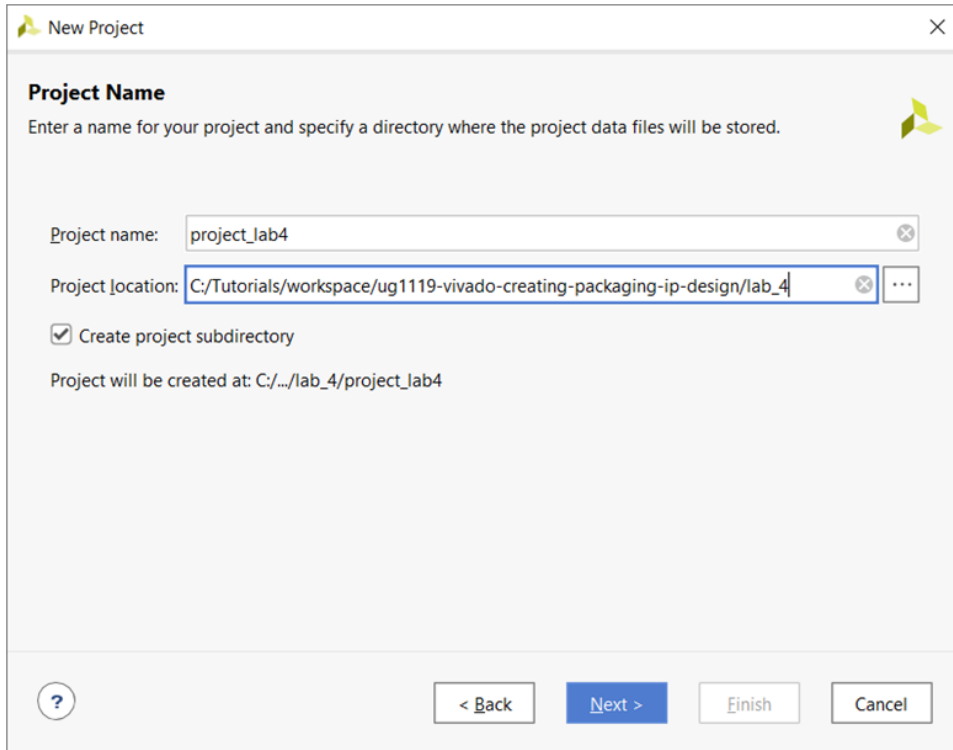 New Project
Project Name
Enter a name for your project and specify a directory where the project data files will be stored.
Project name: project_lab4
Project location: C:/Tutorials/workspace/ug1119-vivado-creating-packaging-ip-design/lab_4 ...
Create project subdirectory
Project will be created at: C:/.../lab_4/project_lab4
? < Back Next > Finish Cancel